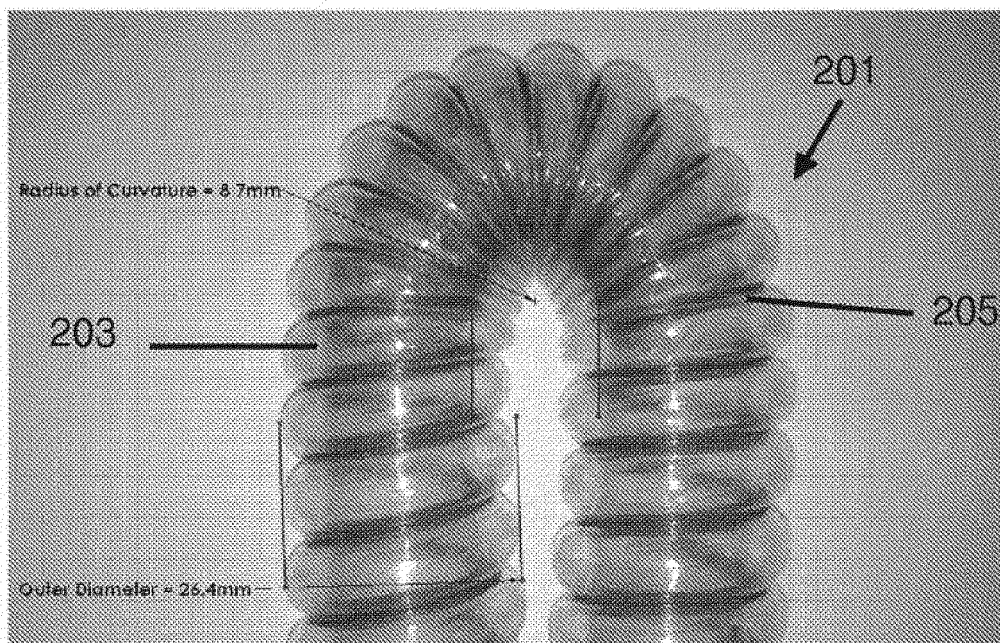 201
Radius of Curvature = 8.7mm
203
205
Outer Diameter = 26.4mm